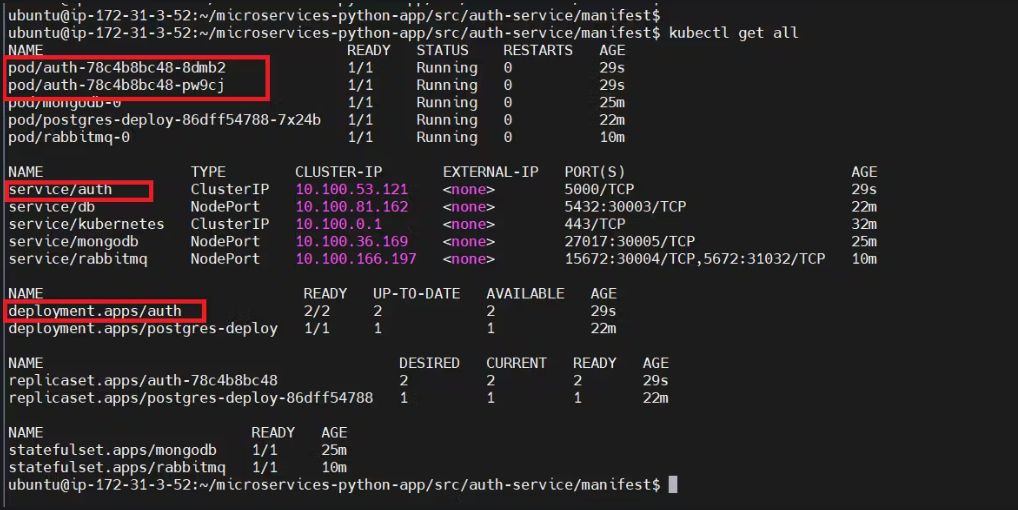 ubuntu@ip-172-31-3-52:~/microservices-python-app/src/auth-service/manifest$
ubuntu@ip-172-31-3-52:~/microservices-python-app/src/auth-service/manifest$ kubectl get all
NAME READY STATUS RESTARTS AGE
pod/auth-78c4b8bc48-8dmb2 1/1 Running 0 29s
pod/auth-78c4b8bc48-pw9cj 1/1 Running 0 29s
pod/mongodb-0 1/1 Running 0 25m
pod/postgres-deploy-86dff54788-7x24b 1/1 Running 0 22m
pod/rabbitmq-0 1/1 Running 0 10m
NAME TYPE CLUSTER-IP EXTERNAL-IP PORT(S) AGE
service/auth ClusterIP 10.100.53.121 <none> 5000/TCP 29s
service/db NodePort 10.100.81.162 <none> 5432:30003/TCP 22m
service/kubernetes ClusterIP 10.100.0.1 <none> 443/TCP 32m
service/mongodb NodePort 10.100.36.169 <none> 27017:30005/TCP 25m
service/rabbitmq NodePort 10.100.166.197 <none> 15672:30004/TCP,5672:31032/TCP 10m
NAME READY UP-TO-DATE AVAILABLE AGE
deployment.apps/auth 2/2 2 2 29s
deployment.apps/postgres-deploy 1/1 1 1 22m
NAME DESIRED CURRENT READY AGE
replicaset.apps/auth-78c4b8bc48 2 2 2 29s
replicaset.apps/postgres-deploy-86dff54788 1 1 1 22m
NAME READY AGE
statefulset.apps/mongodb 1/1 25m
statefulset.apps/rabbitmq 1/1 10m
ubuntu@ip-172-31-3-52:~/microservices-python-app/src/auth-service/manifest$